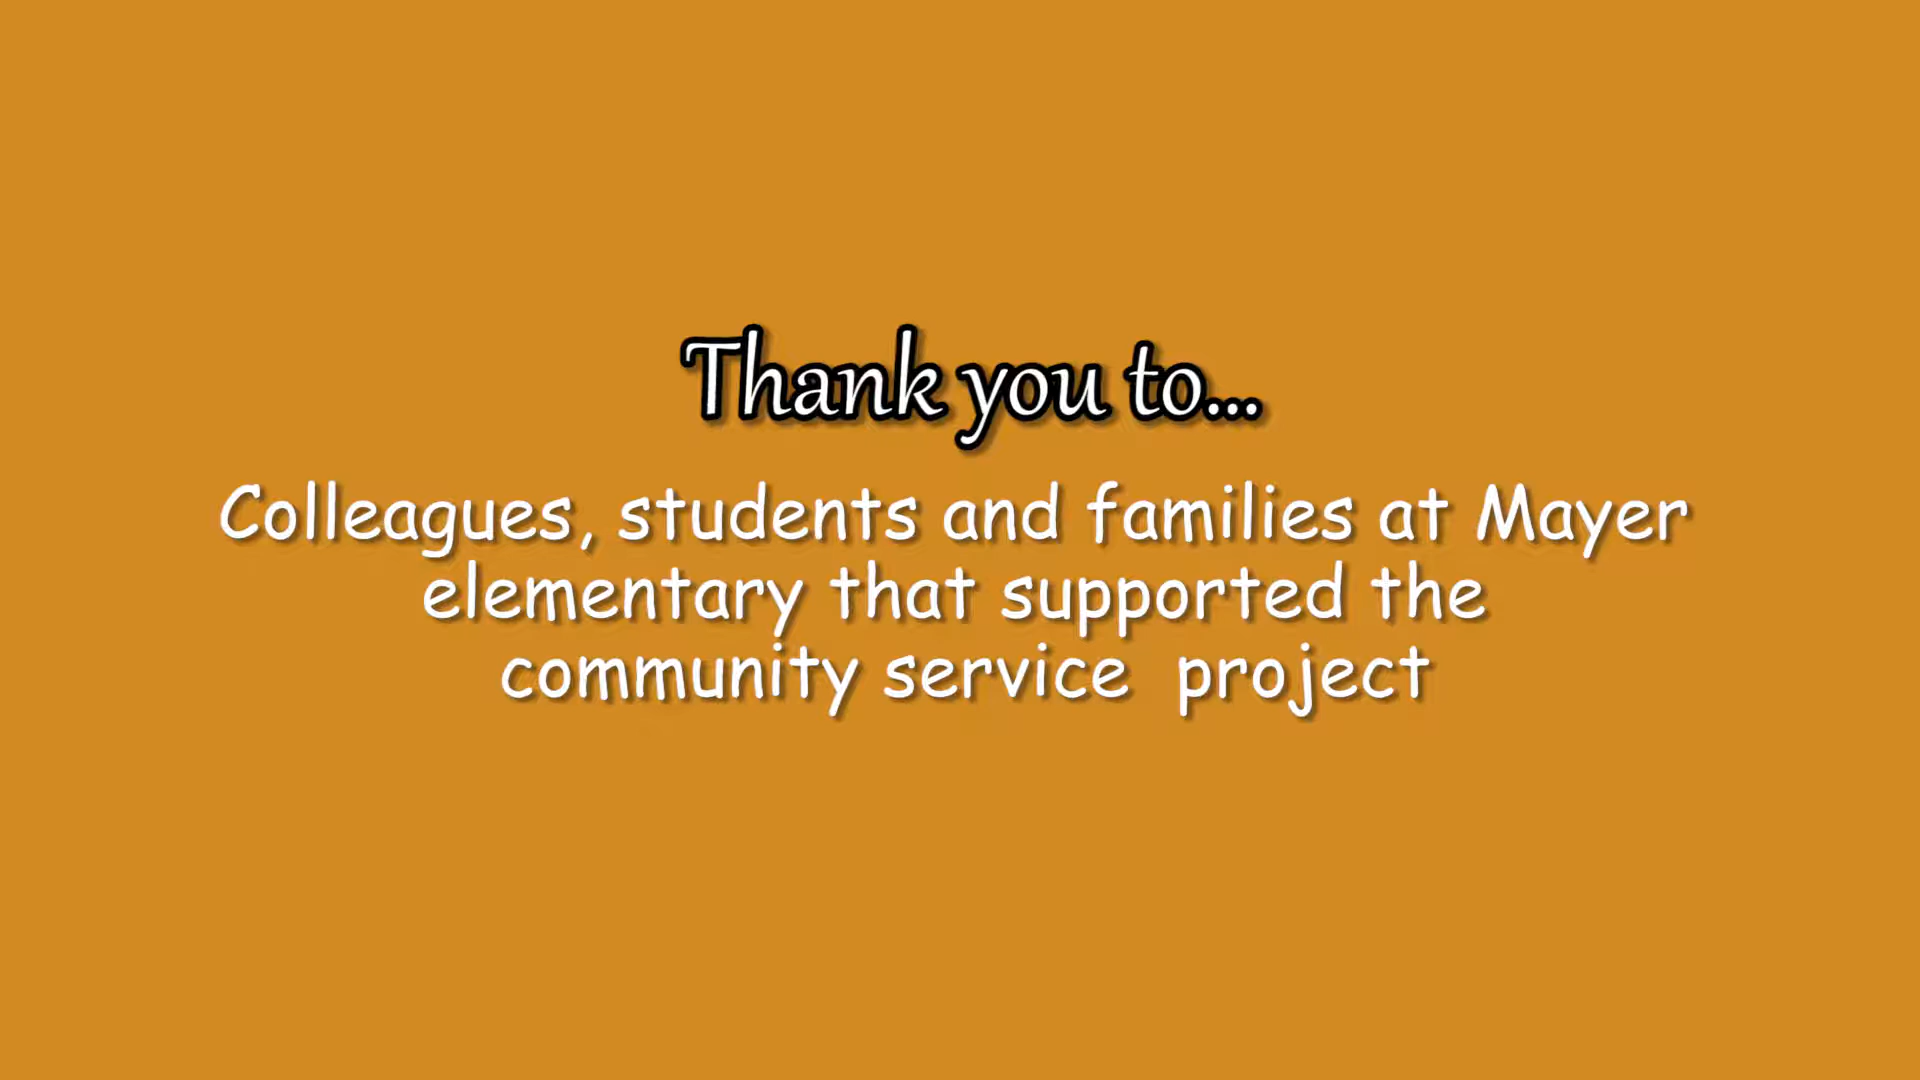 Thank you to...
Colleagues, students and families at Mayer
elementary that supported the
community service  project